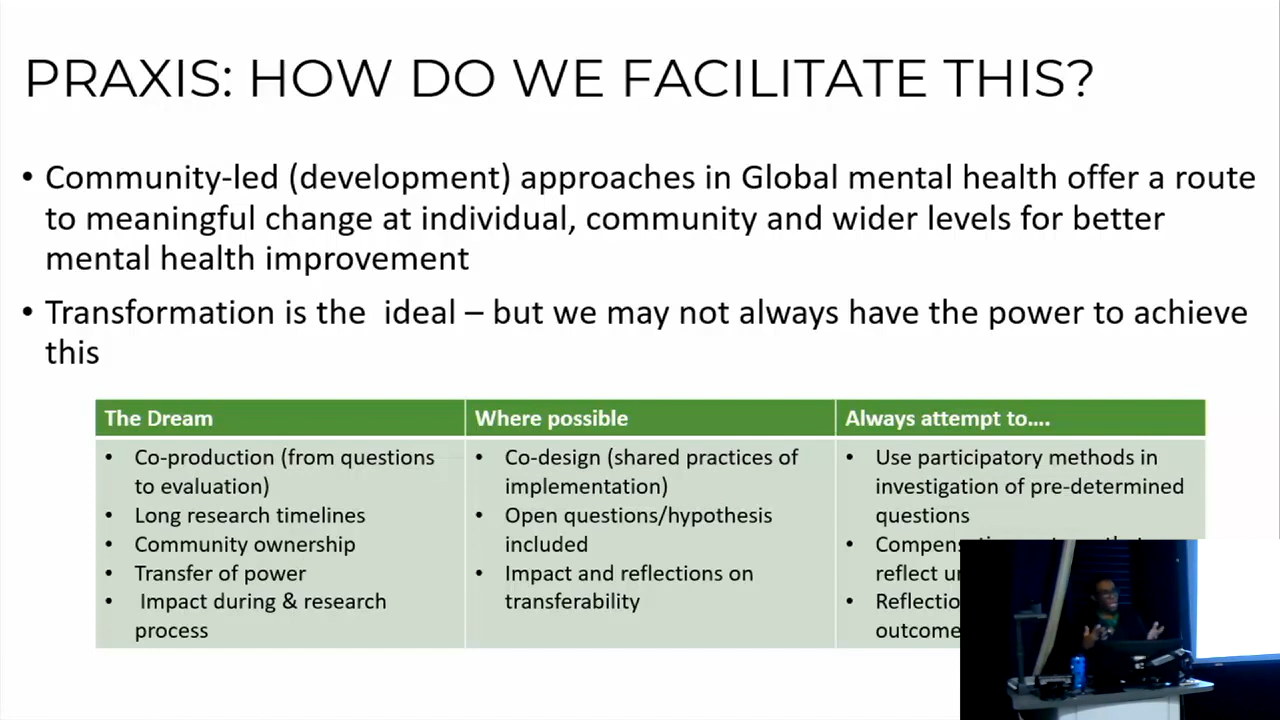 PRAXIS: HOW DO WE FACILITATE THIS?
• Community-led (development) approaches in Global mental health offer a route
to meaningful change at individual, community and wider levels for better
mental health improvement
• Transformation is the  ideal – but we may not always have the power to achieve
this
The Dream
• Co-production (from questions
to evaluation)
• Long research timelines
• Community ownership
• Transfer of power
• Impact during & research
process
Where possible
• Co-design (shared practices of
implementation)
• Open questions/hypothesis
included
• Impact and reflections on
transferability
Always attempt to....
• Use participatory methods in
investigation of pre-determined
questions
•
reflect
•